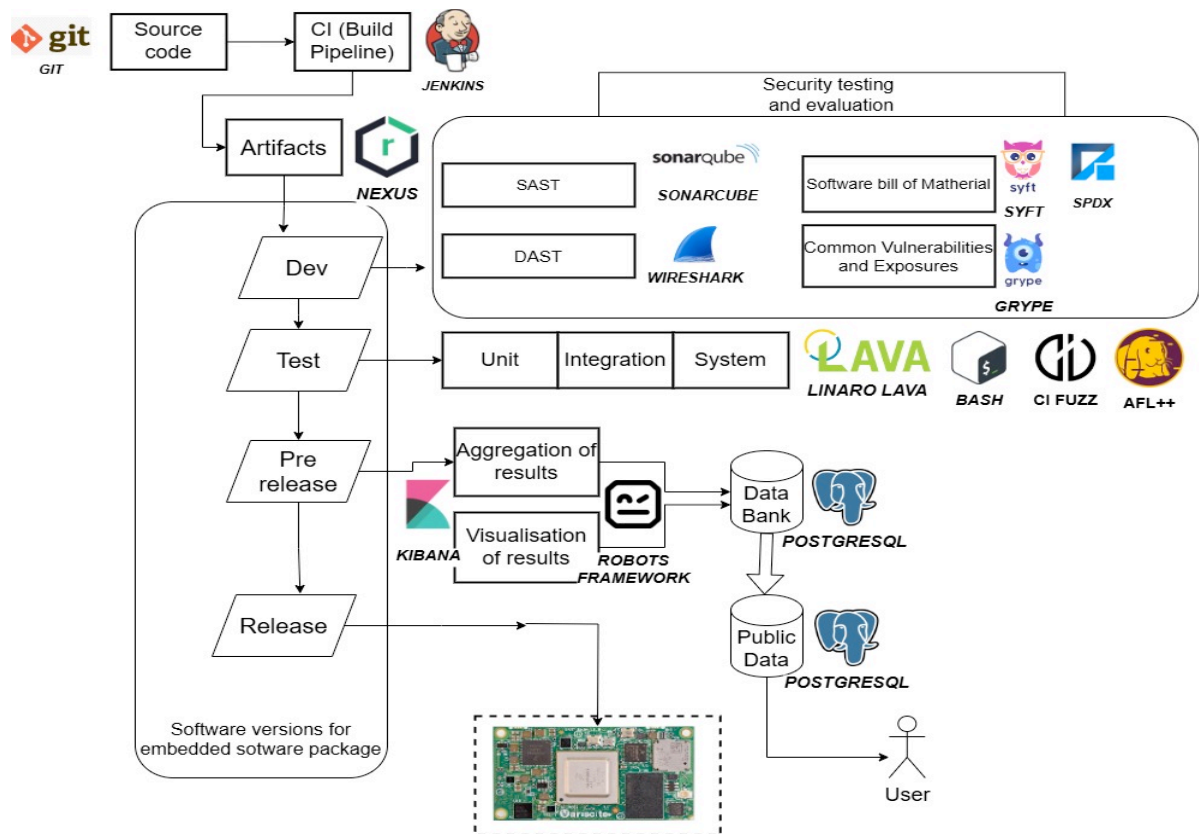 git
GIT
Source
code
CI (Build
Pipeline)
JENKINS
Security testing
and evaluation
Artifacts
r
NEXUS
SAST
sonarqube
SONARCUBE
Software bill of Matherial
syft
SYFT
SPDX
DAST
WIRESHARK
Common Vulnerabilities
and Exposures
grype
GRYPE
Dev
Test
Unit
Integration
System
LAVA
LINARO LAVA
$_
BASH
CI FUZZ
AFL++
Pre
release
Aggregation of
results
KIBANA
Visualisation
of results
ROBOTS
FRAMEWORK
Data
Bank
POSTGRESQL
Release
Public
Data
POSTGRESQL
Software versions for
embedded sotware package
Variscite
User